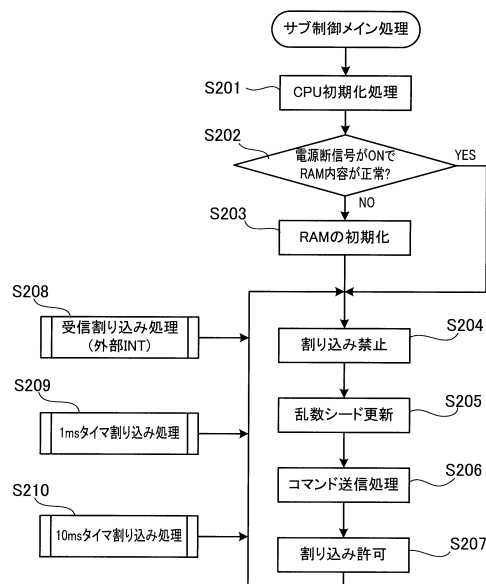 サブ制御メイン処理
S201
CPU初期化処理
S202
電源断信号がONで
RAM内容が正常?
YES
NO
S203
RAMの初期化
S208
受信割り込み処理
(外部INT)
S204
割り込み禁止
S209
1msタイマ割り込み処理
S205
乱数シード更新
S206
コマンド送信処理
S210
10msタイマ割り込み処理
S207
割り込み許可